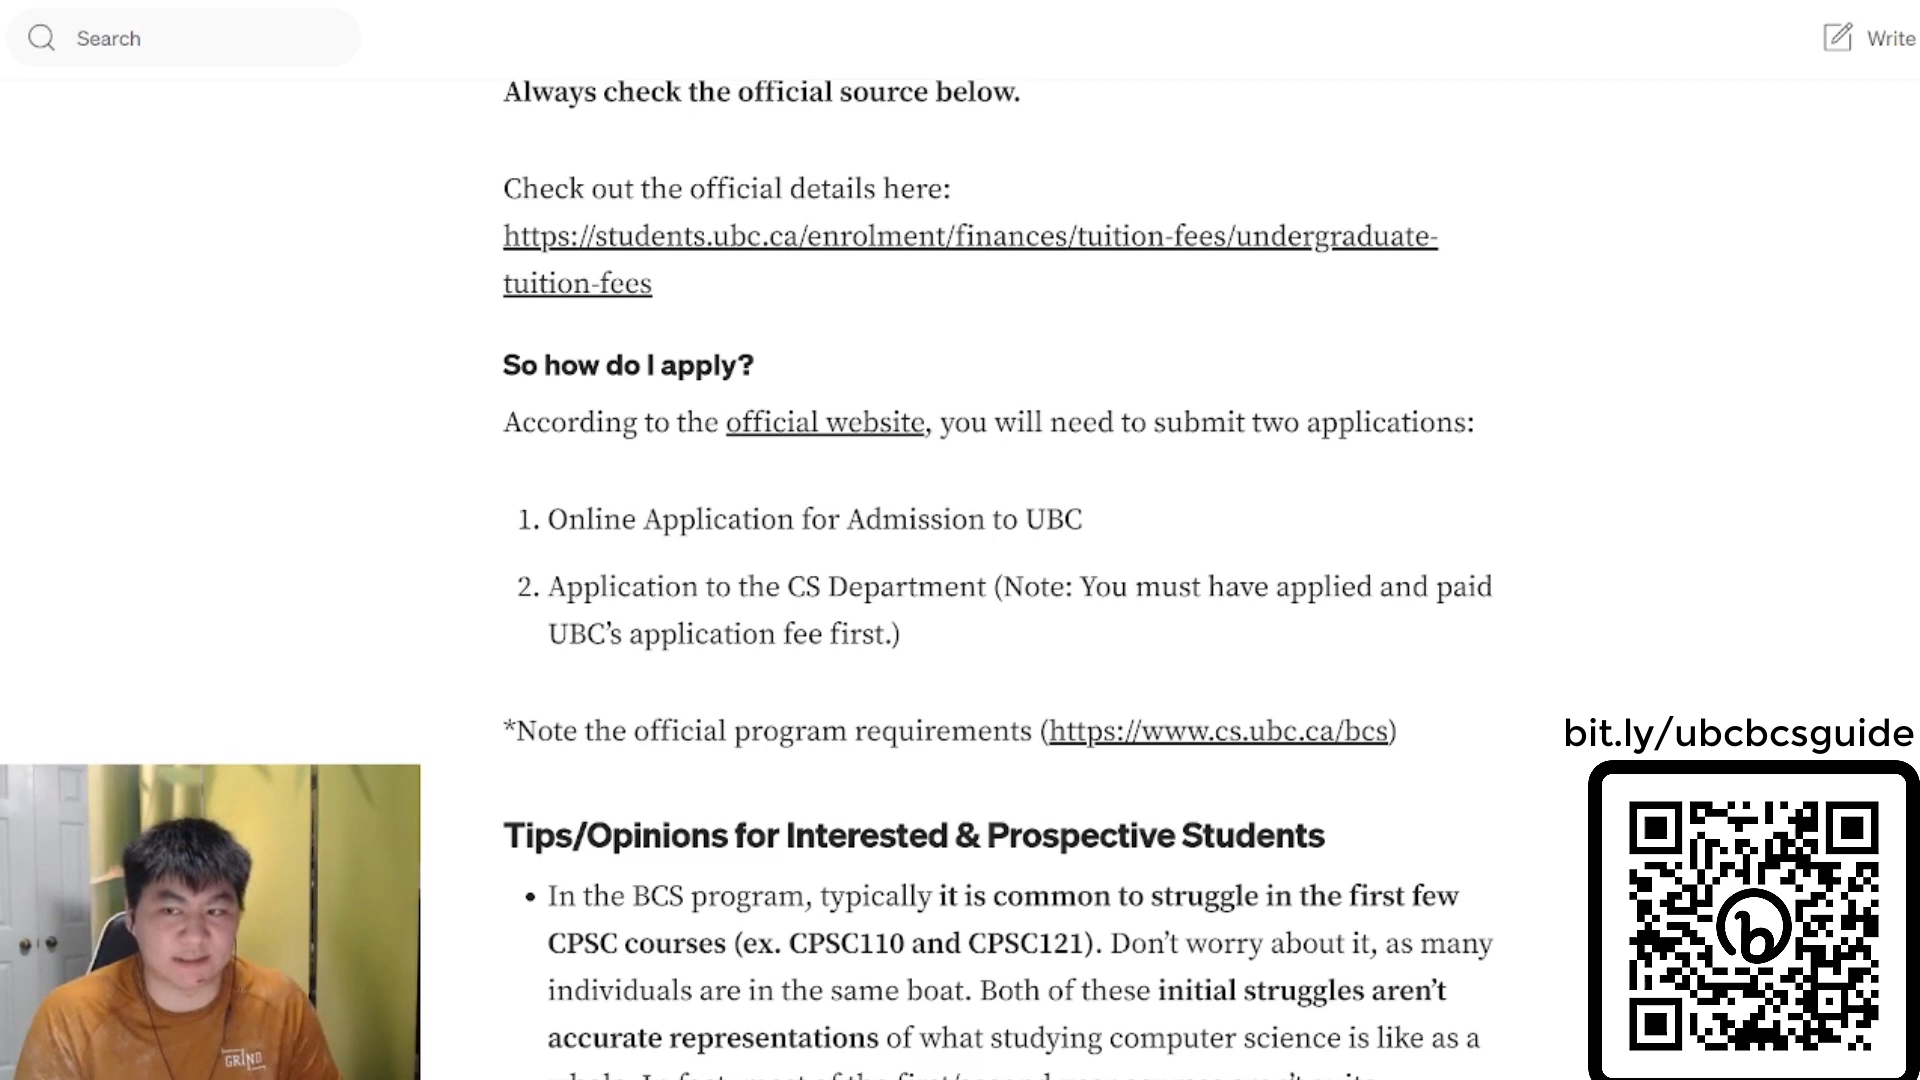 Search
Write
Always check the official source below.
Check out the official details here:
https://students.ubc.ca/enrolment/finances/tuition-fees/undergraduate-
tuition-fees
So how do I apply?
According to the official website, you will need to submit two applications:
1. Online Application for Admission to UBC
2. Application to the CS Department (Note: You must have applied and paid
UBC’s application fee first.)
*Note the official program requirements (https://www.cs.ubc.ca/bcs)
bit.ly/ubcbcsguide
Tips/Opinions for Interested & Prospective Students
• In the BCS program, typically it is common to struggle in the first few
CPSC courses (ex. CPSC110 and CPSC121). Don’t worry about it, as many
individuals are in the same boat. Both of these initial struggles aren’t
accurate representations of what studying computer science is like as a
GRIND